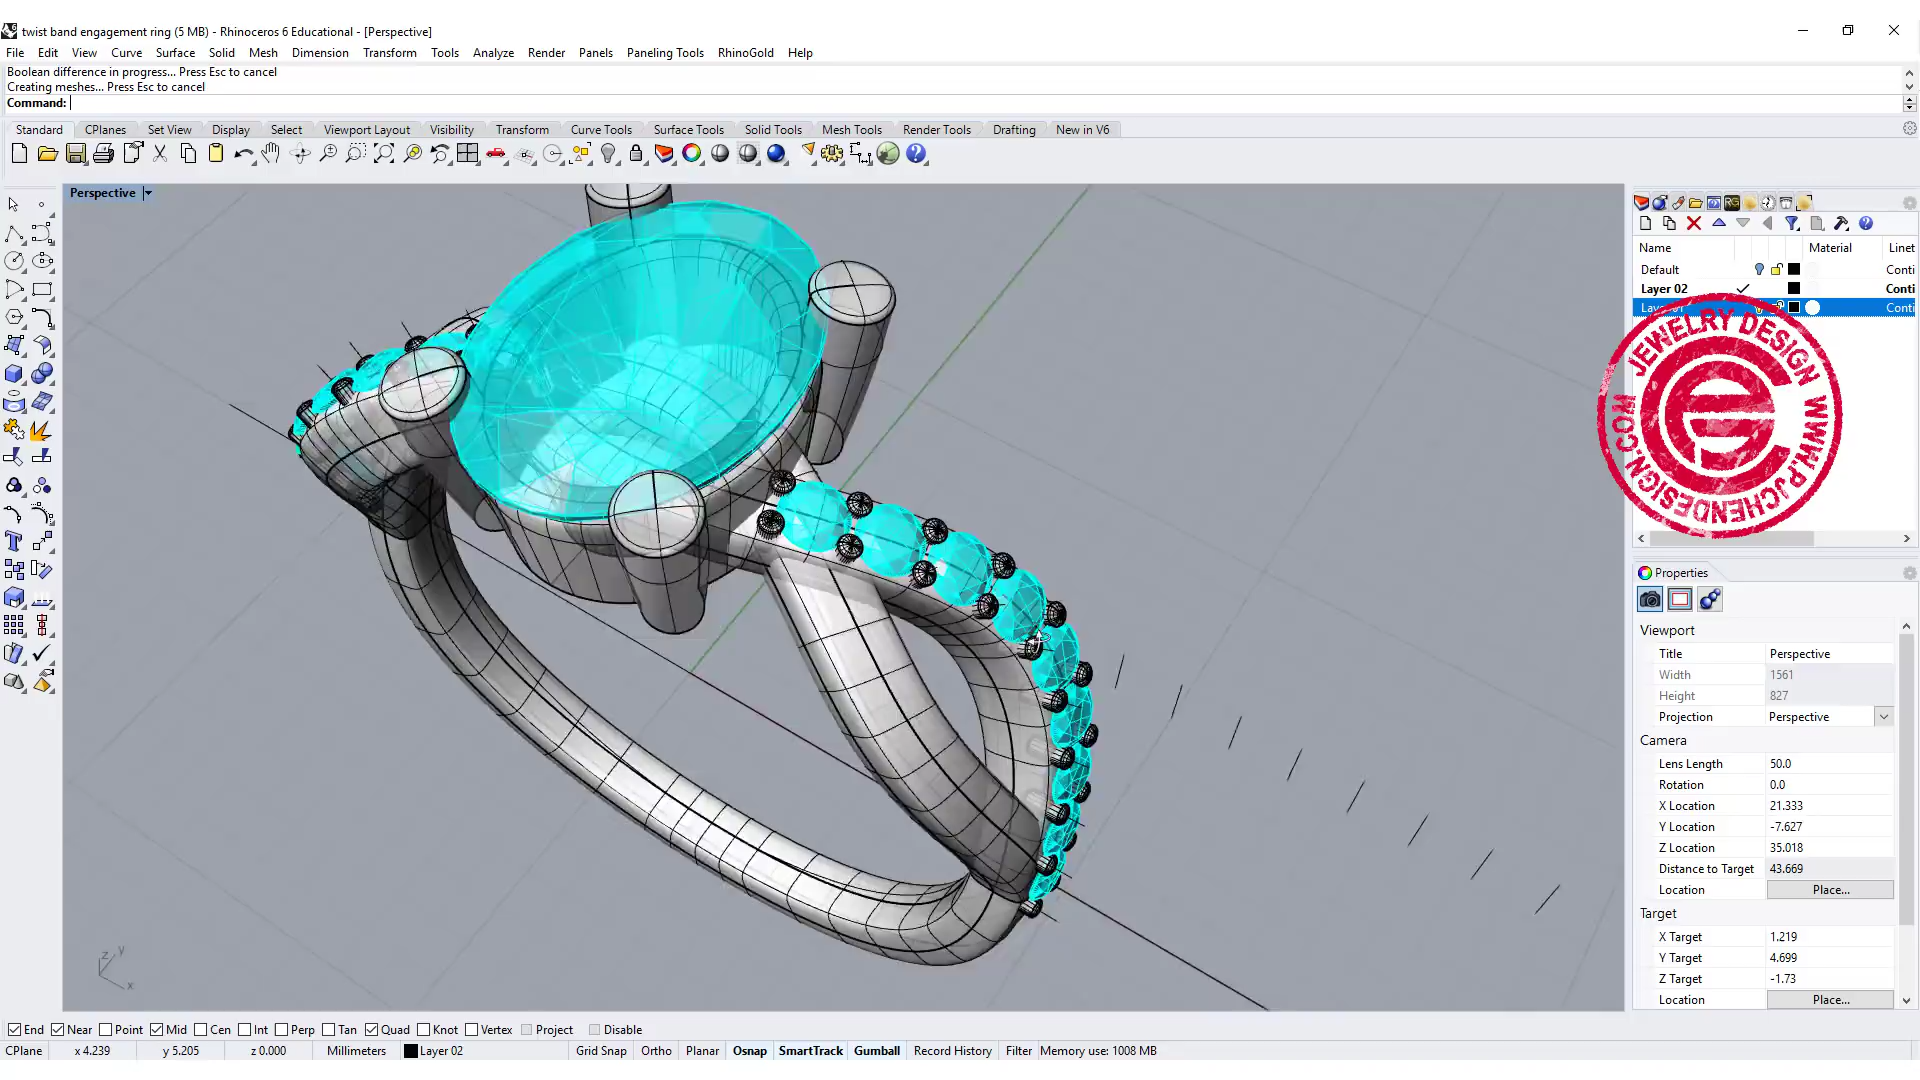 twist band engagement ring (5 MB) - Rhinoceros 6 Educational - [Perspective]
File Edit View Curve Surface Solid Mesh Dimension Transform Tools Analyze Render Panels Paneling Tools RhinoGold Help
Boolean difference in progress... Press Esc to cancel
Creating meshes... Press Esc to cancel
Command:
Standard CPlanes Set View Display Select Viewport Layout Visibility Transform Curve Tools Surface Tools Solid Tools Mesh Tools Render Tools Drafting New in V6
Perspective
Name Material Linet
Default Conti
Layer 02 Conti
Conti
JEWELRY DESIGN WWW.PJCHENDESIGN.COM
Properties
Viewport
Title Perspective
Width 1561
Height 827
Projection Perspective
Camera
Lens Length 50.0
Rotation 0.0
X Location 21.333
Y Location -7.627
Z Location 35.018
Distance to Target 43.669
Location Place...
Target
X Target 1.219
Y Target 4.699
Z Target -1.73
Location Place...
z y x
End Near Point Mid Cen Int Perp Tan Quad Knot Vertex Project Disable
CPlane x 4.239 y 5.205 z 0.000 Millimeters Layer 02 Grid Snap Ortho Planar Osnap SmartTrack Gumball Record History Filter Memory use: 1008 MB